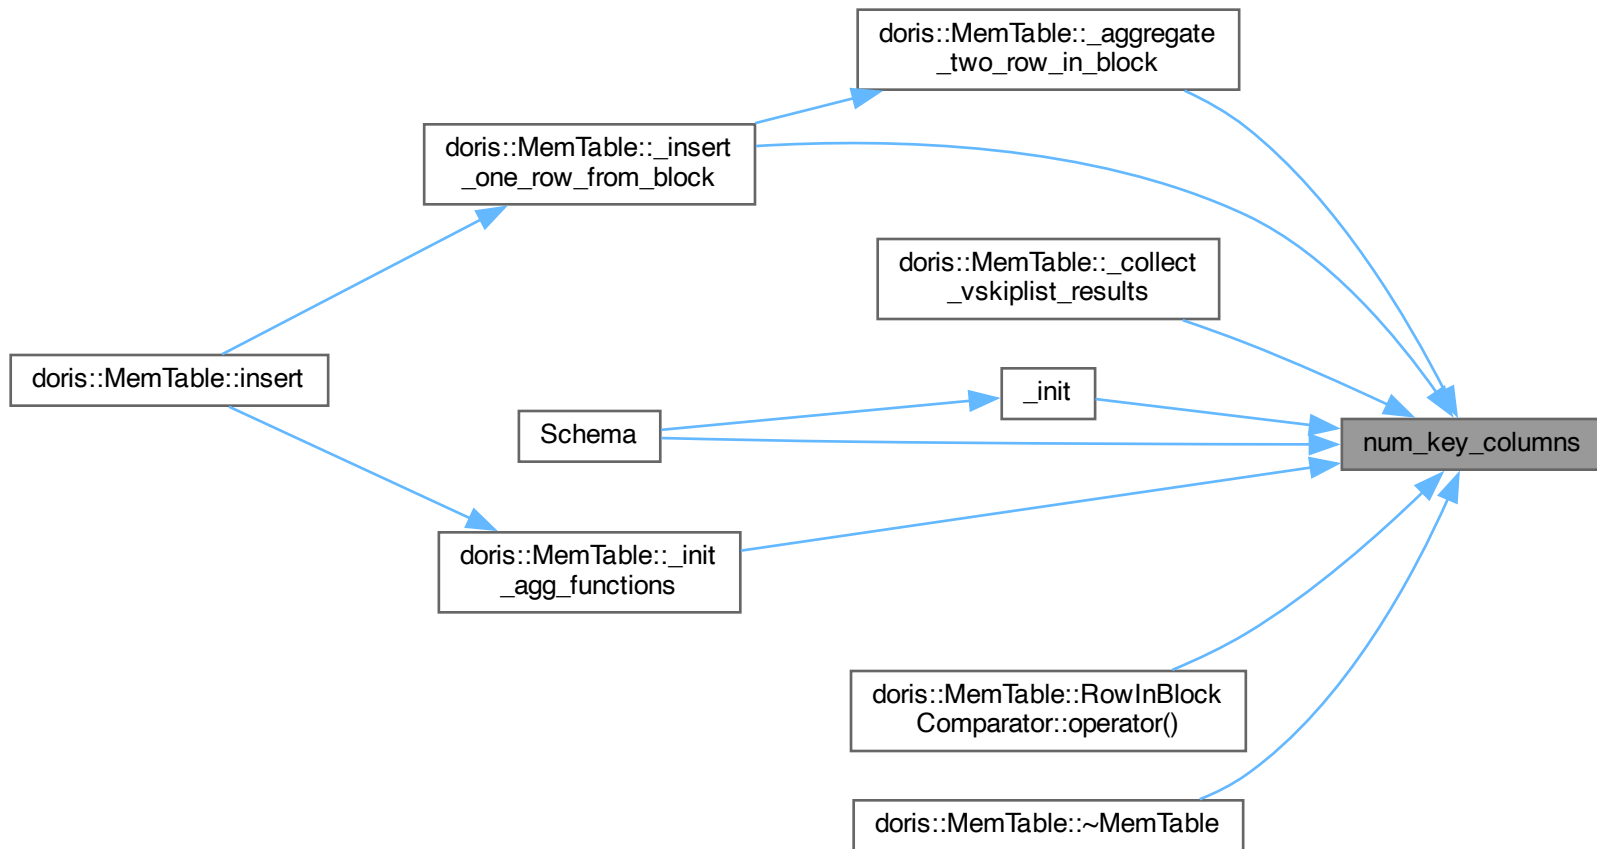 doris::MemTable::_aggregate
_two_row_in_block
doris::MemTable::_insert
_one_row_from_block
doris::MemTable::_collect
_vskiplist_results
doris::MemTable::insert
_init
Schema
num_key_columns
doris::MemTable::_init
_agg_functions
doris::MemTable::RowInBlock
Comparator::operator()
doris::MemTable::~MemTable